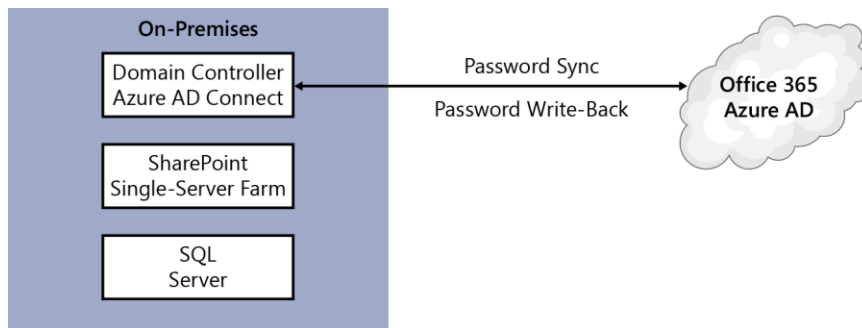 On-Premises
Domain Controller
Azure AD Connect
SharePoint
Single-Server Farm
SQL
Server
Password Sync
Password Write-Back
Office 365
Azure AD